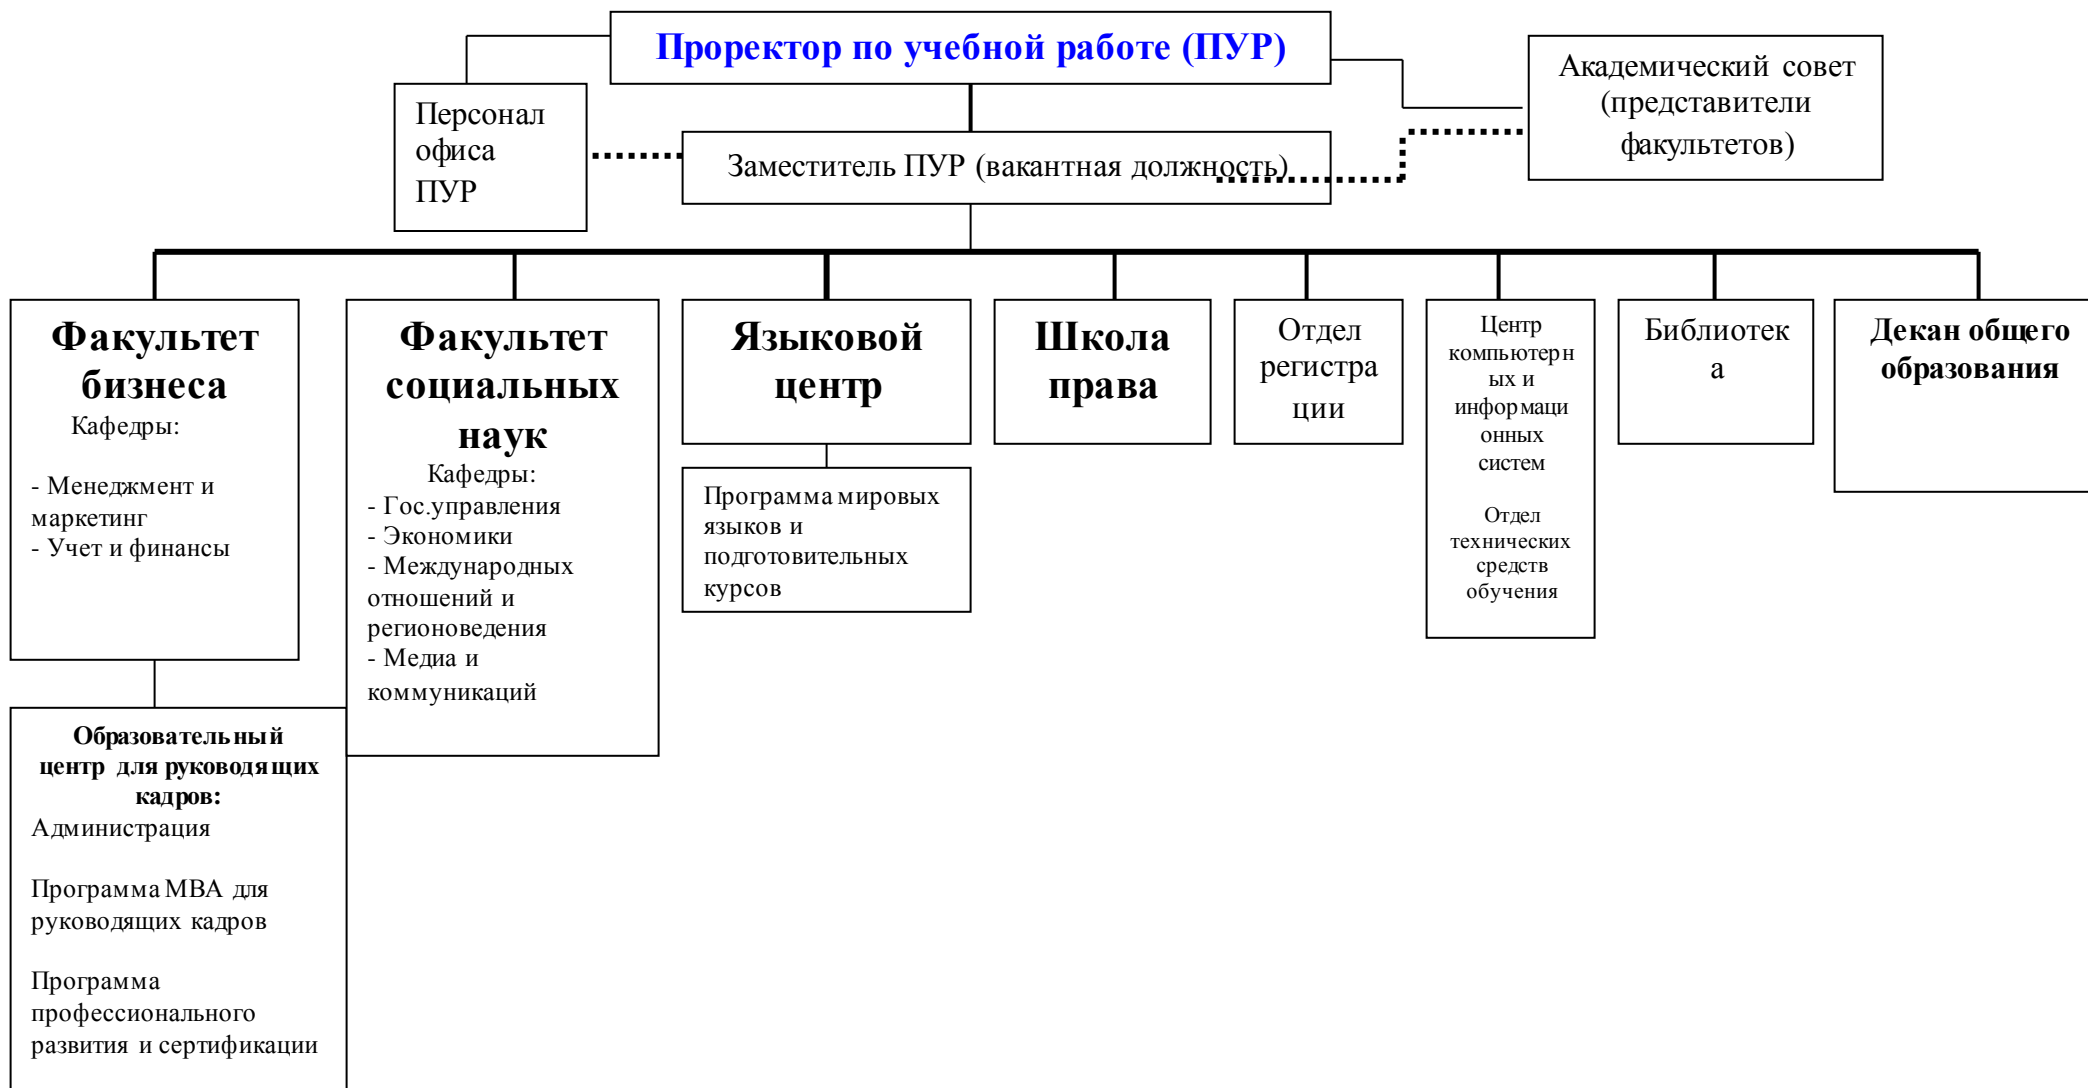 Проректор по учебной работе (ПУР)
Персонал
офиса
ПУР
Академический совет
(представители
факультетов)
Заместитель ПУР (вакантная должность)
Факультет
бизнеса
Кафедры:
- Менеджмент и
маркетинг
- Учет и финансы
Факультет
социальных
наук
Кафедры:
- Гос.управления
- Экономики
- Международных
отношений и
регионоведения
- Медиа и
коммуникаций
Языковой
центр
Школа
права
Отдел
регистра
ции
Центр
компьютерн
ых и
информаци
онных
систем
Отдел
технических
средств
обучения
Библиотек
а
Декан общего
образования
Программа мировых
языков и
подготовительных
курсов
Образовательный
центр для руководящих
кадров:
Администрация
Программа МВА для
руководящих кадров
Программа
профессионального
развития и сертификации